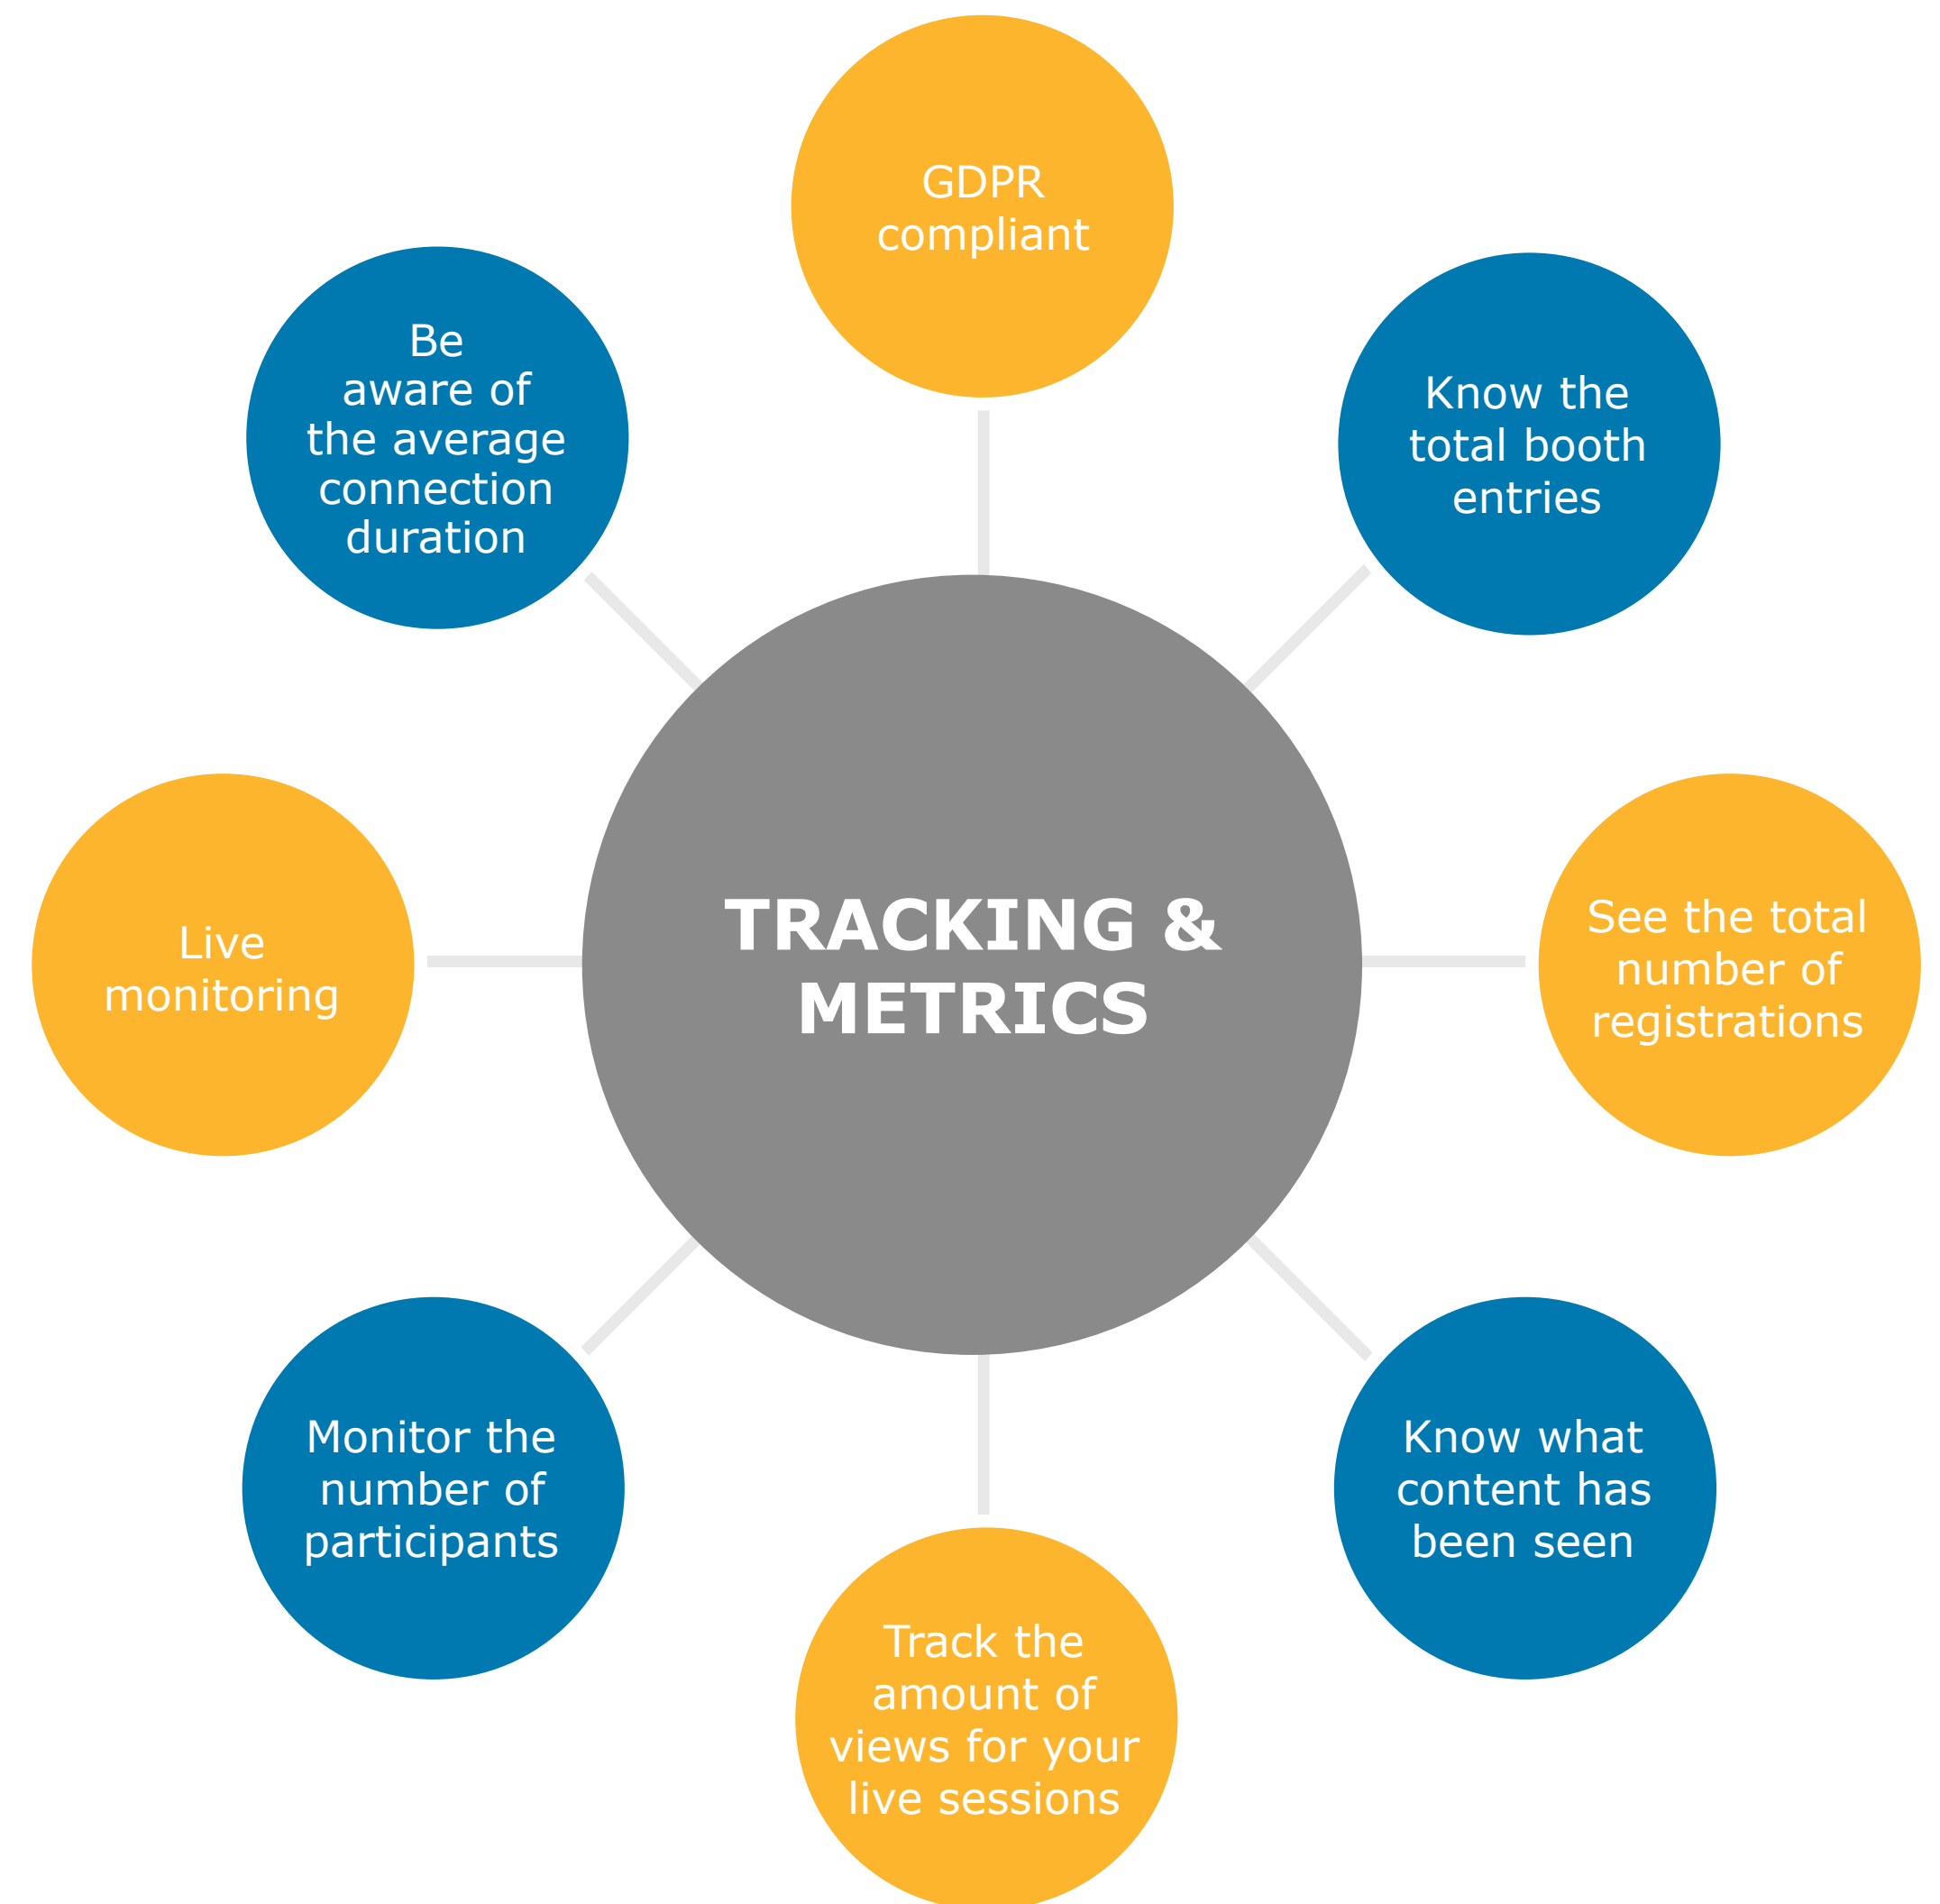 GDPR
compliant
Know the
total booth
entries
See the total
number of
registrations
Know what
content has
been seen
Track the
amount of
views for your
live sessions
Monitor the
number of
participants
Live
monitoring
Be
aware of
the average
connection
duration
TRACKING &
METRICS